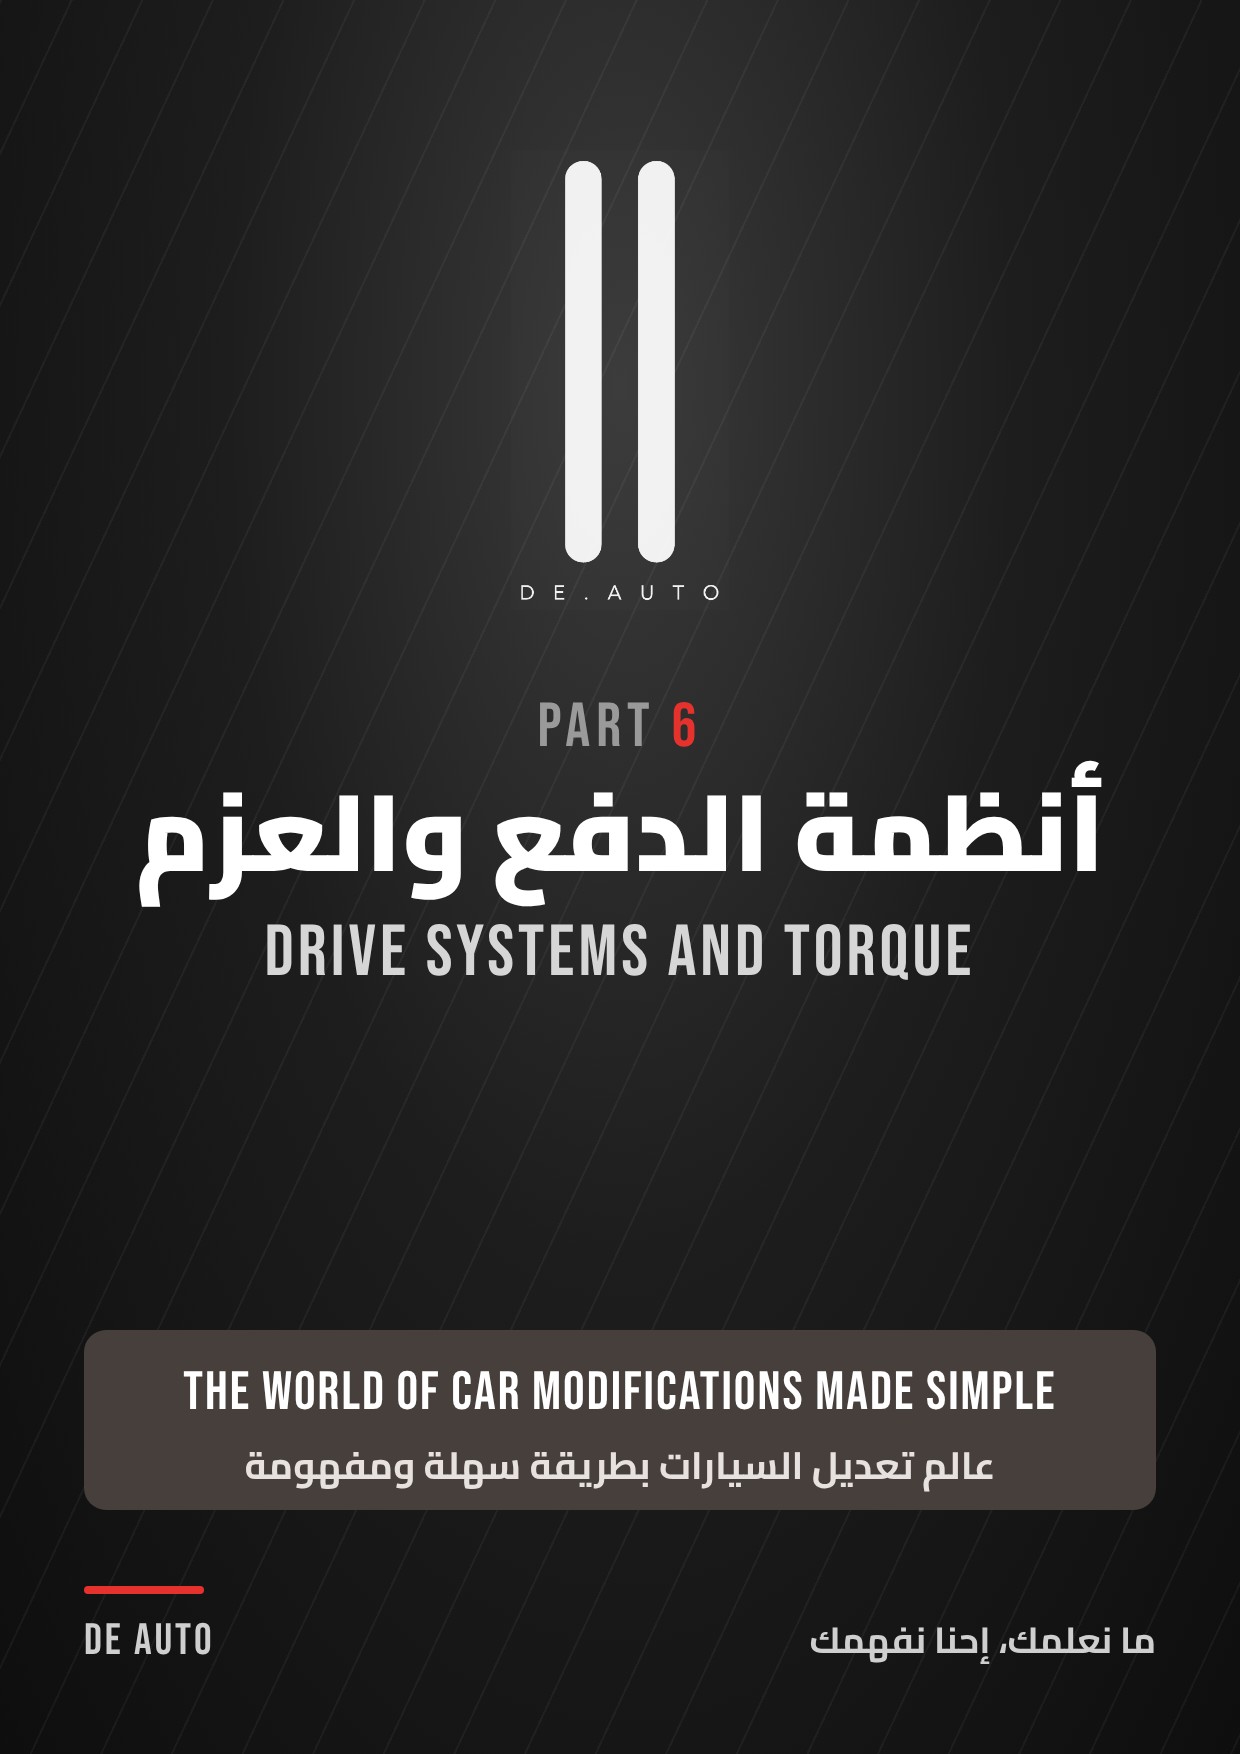 DE.AUTO
PART 6
أنظمة الدفع والعزم
DRIVE SYSTEMS AND TORQUE
THE WORLD OF CAR MODIFICATIONS MADE SIMPLE
عالم تعديل السيارات بطريقة سهلة ومفهومة
DE AUTO
ما نعلمك، إحنا نفهمك